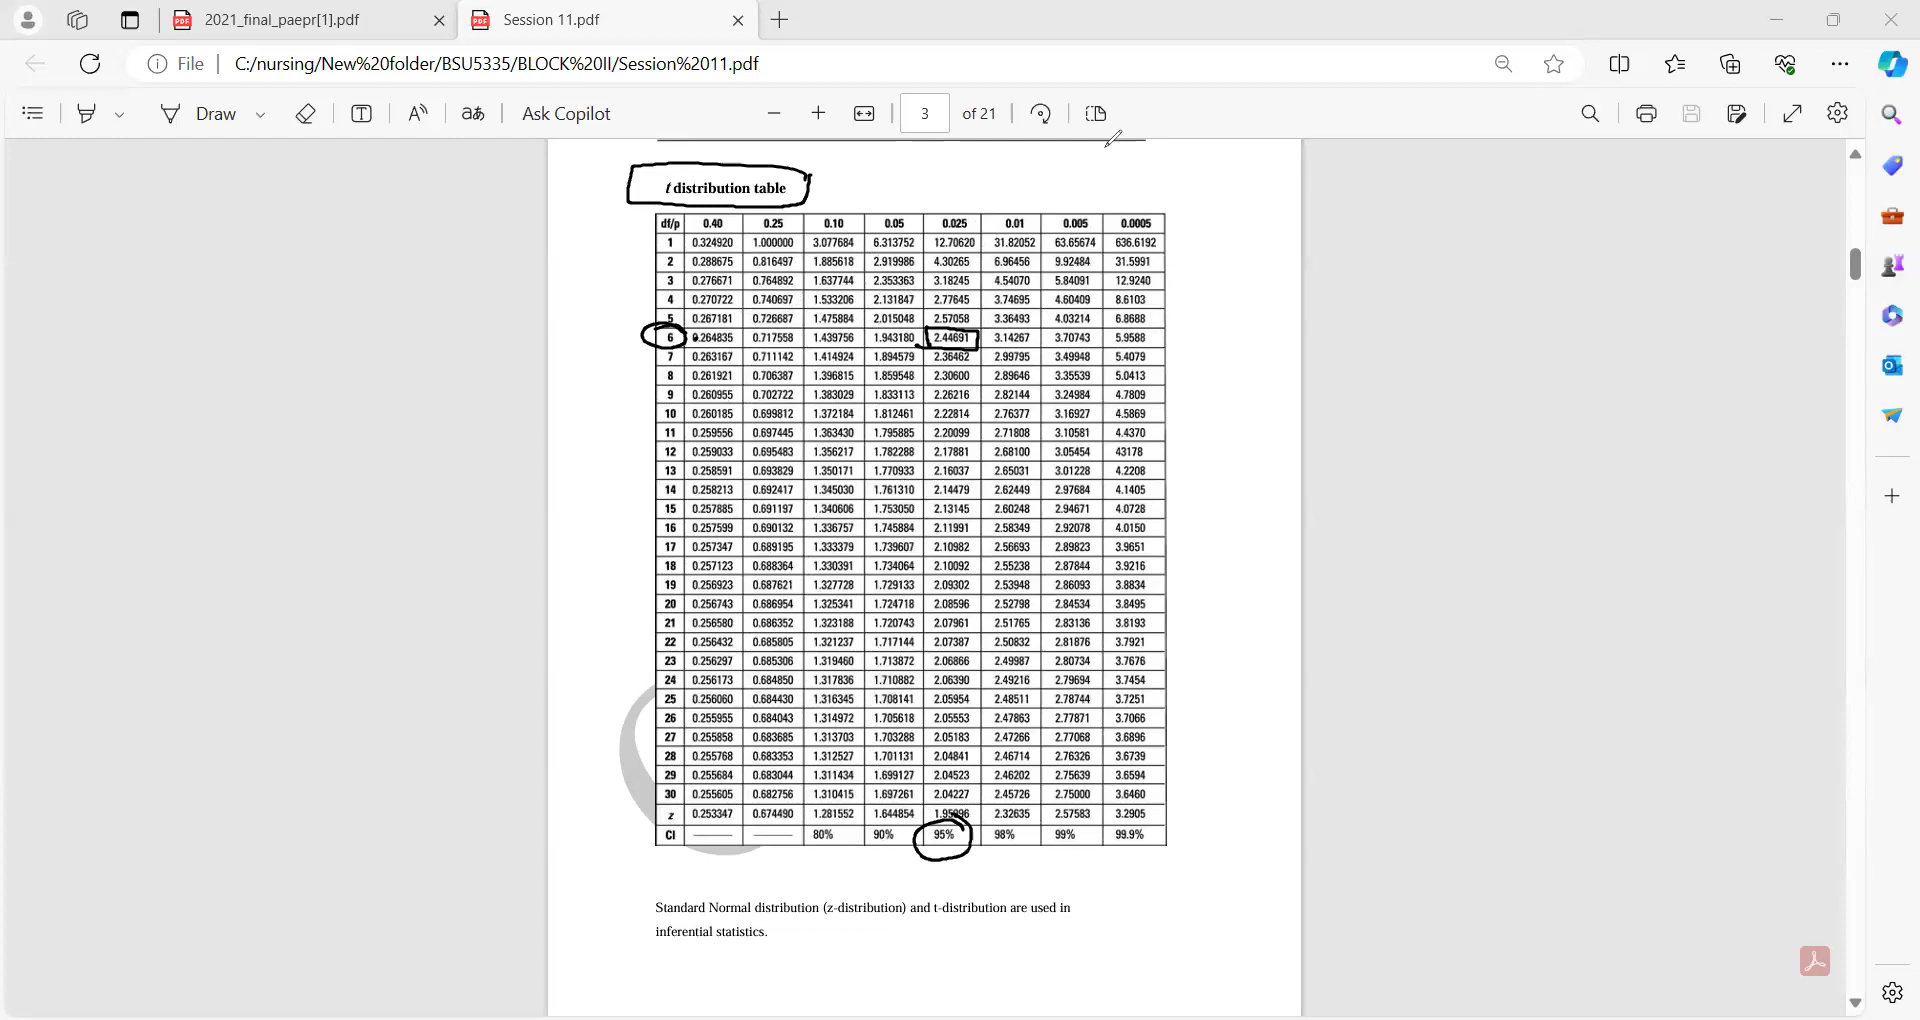 2021_final_paepr[1].pdf
Session 11.pdf
File
C:/nursing/New%20folder/BSU5335/BLOCK%20II/Session%2011.pdf
Draw
aあ
Ask Copilot
3 of 21
t distribution table
df/p 0.40 0.25 0.10 0.05 0.025 0.01 0.005 0.0005
1 0.324920 1.000000 3.077684 6.313752 12.70620 31.82052 63.65674 636.6192
2 0.288675 0.816497 1.885618 2.919986 4.30265 6.96456 9.92484 31.5991
3 0.276671 0.764892 1.637744 2.353363 3.18245 4.54070 5.84091 12.9240
4 0.270722 0.740697 1.533206 2.131847 2.77645 3.74695 4.60409 8.6103
5 0.267181 0.726687 1.475884 2.015048 2.57058 3.36493 4.03214 6.8688
6 0.264835 0.717558 1.439756 1.943180 2.44691 3.14267 3.70743 5.9588
7 0.263167 0.711142 1.414924 1.894579 2.36462 2.99795 3.49948 5.4079
8 0.261921 0.706387 1.396815 1.859548 2.30600 2.89646 3.35539 5.0413
9 0.260955 0.702722 1.383029 1.833113 2.26216 2.82144 3.24984 4.7809
10 0.260185 0.699812 1.372184 1.812461 2.22814 2.76377 3.16927 4.5869
11 0.259556 0.697445 1.363430 1.795885 2.20099 2.71808 3.10581 4.4370
12 0.259033 0.695483 1.356217 1.782288 2.17881 2.68100 3.05454 43178
13 0.258591 0.693829 1.350171 1.770933 2.16037 2.65031 3.01228 4.2208
14 0.258213 0.692417 1.345030 1.761310 2.14479 2.62449 2.97684 4.1405
15 0.257885 0.691197 1.340606 1.753050 2.13145 2.60248 2.94671 4.0728
16 0.257599 0.690132 1.336757 1.745884 2.11991 2.58349 2.92078 4.0150
17 0.257347 0.689195 1.333379 1.739607 2.10982 2.56693 2.89823 3.9651
18 0.257123 0.688364 1.330391 1.734064 2.10092 2.55238 2.87844 3.9216
19 0.256923 0.687621 1.327728 1.729133 2.09302 2.53948 2.86093 3.8834
20 0.256743 0.686954 1.325341 1.724718 2.08596 2.52798 2.84534 3.8495
21 0.256580 0.686352 1.323188 1.720743 2.07961 2.51765 2.83136 3.8193
22 0.256432 0.685805 1.321237 1.717144 2.07387 2.50832 2.81876 3.7921
23 0.256297 0.685306 1.319460 1.713872 2.06866 2.49987 2.80734 3.7676
24 0.256173 0.684850 1.317836 1.710882 2.06390 2.49216 2.79694 3.7454
25 0.256060 0.684430 1.316345 1.708141 2.05954 2.48511 2.78744 3.7251
26 0.255955 0.684043 1.314972 1.705618 2.05553 2.47863 2.77871 3.7066
27 0.255858 0.683685 1.313703 1.703288 2.05183 2.47266 2.77068 3.6896
28 0.255768 0.683353 1.312527 1.701131 2.04841 2.46714 2.76326 3.6739
29 0.255684 0.683044 1.311434 1.699127 2.04523 2.46202 2.75639 3.6594
30 0.255605 0.682756 1.310415 1.697261 2.04227 2.45726 2.75000 3.6460
z 0.253347 0.674490 1.281552 1.644854 2.32635 2.57583 3.2905
CI 80% 90% 95% 98% 99% 99.9%
Standard Normal distribution (z-distribution) and t-distribution are used in
inferential statistics.